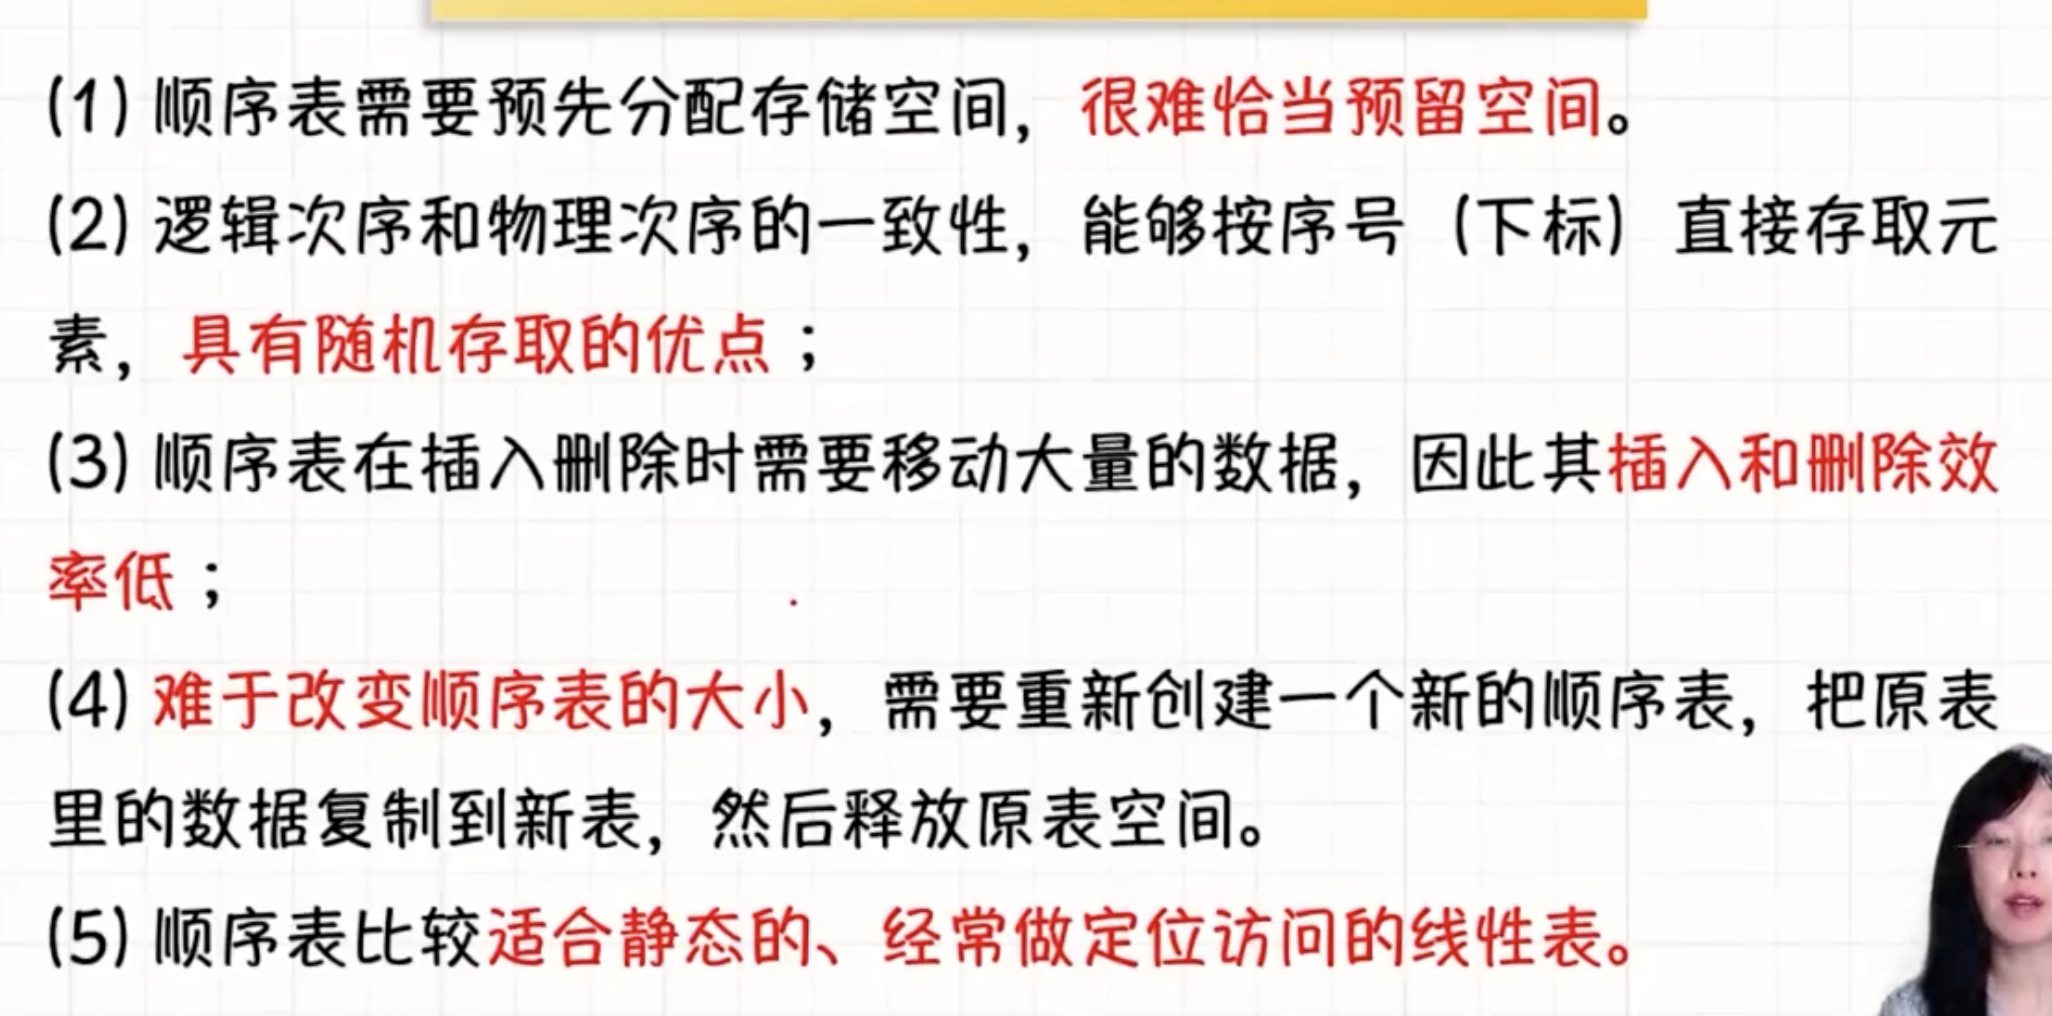 (1) 顺序表需要预先分配存储空间，很难恰当预留空间。
(2) 逻辑次序和物理次序的一致性，能够按序号（下标）直接存取元
素，具有随机存取的优点；
(3) 顺序表在插入删除时需要移动大量的数据，因此其插入和删除效
率低；
(4) 难于改变顺序表的大小，需要重新创建一个新的顺序表，把原表
里的数据复制到新表，然后释放原表空间。
(5) 顺序表比较适合静态的、经常做定位访问的线性表。